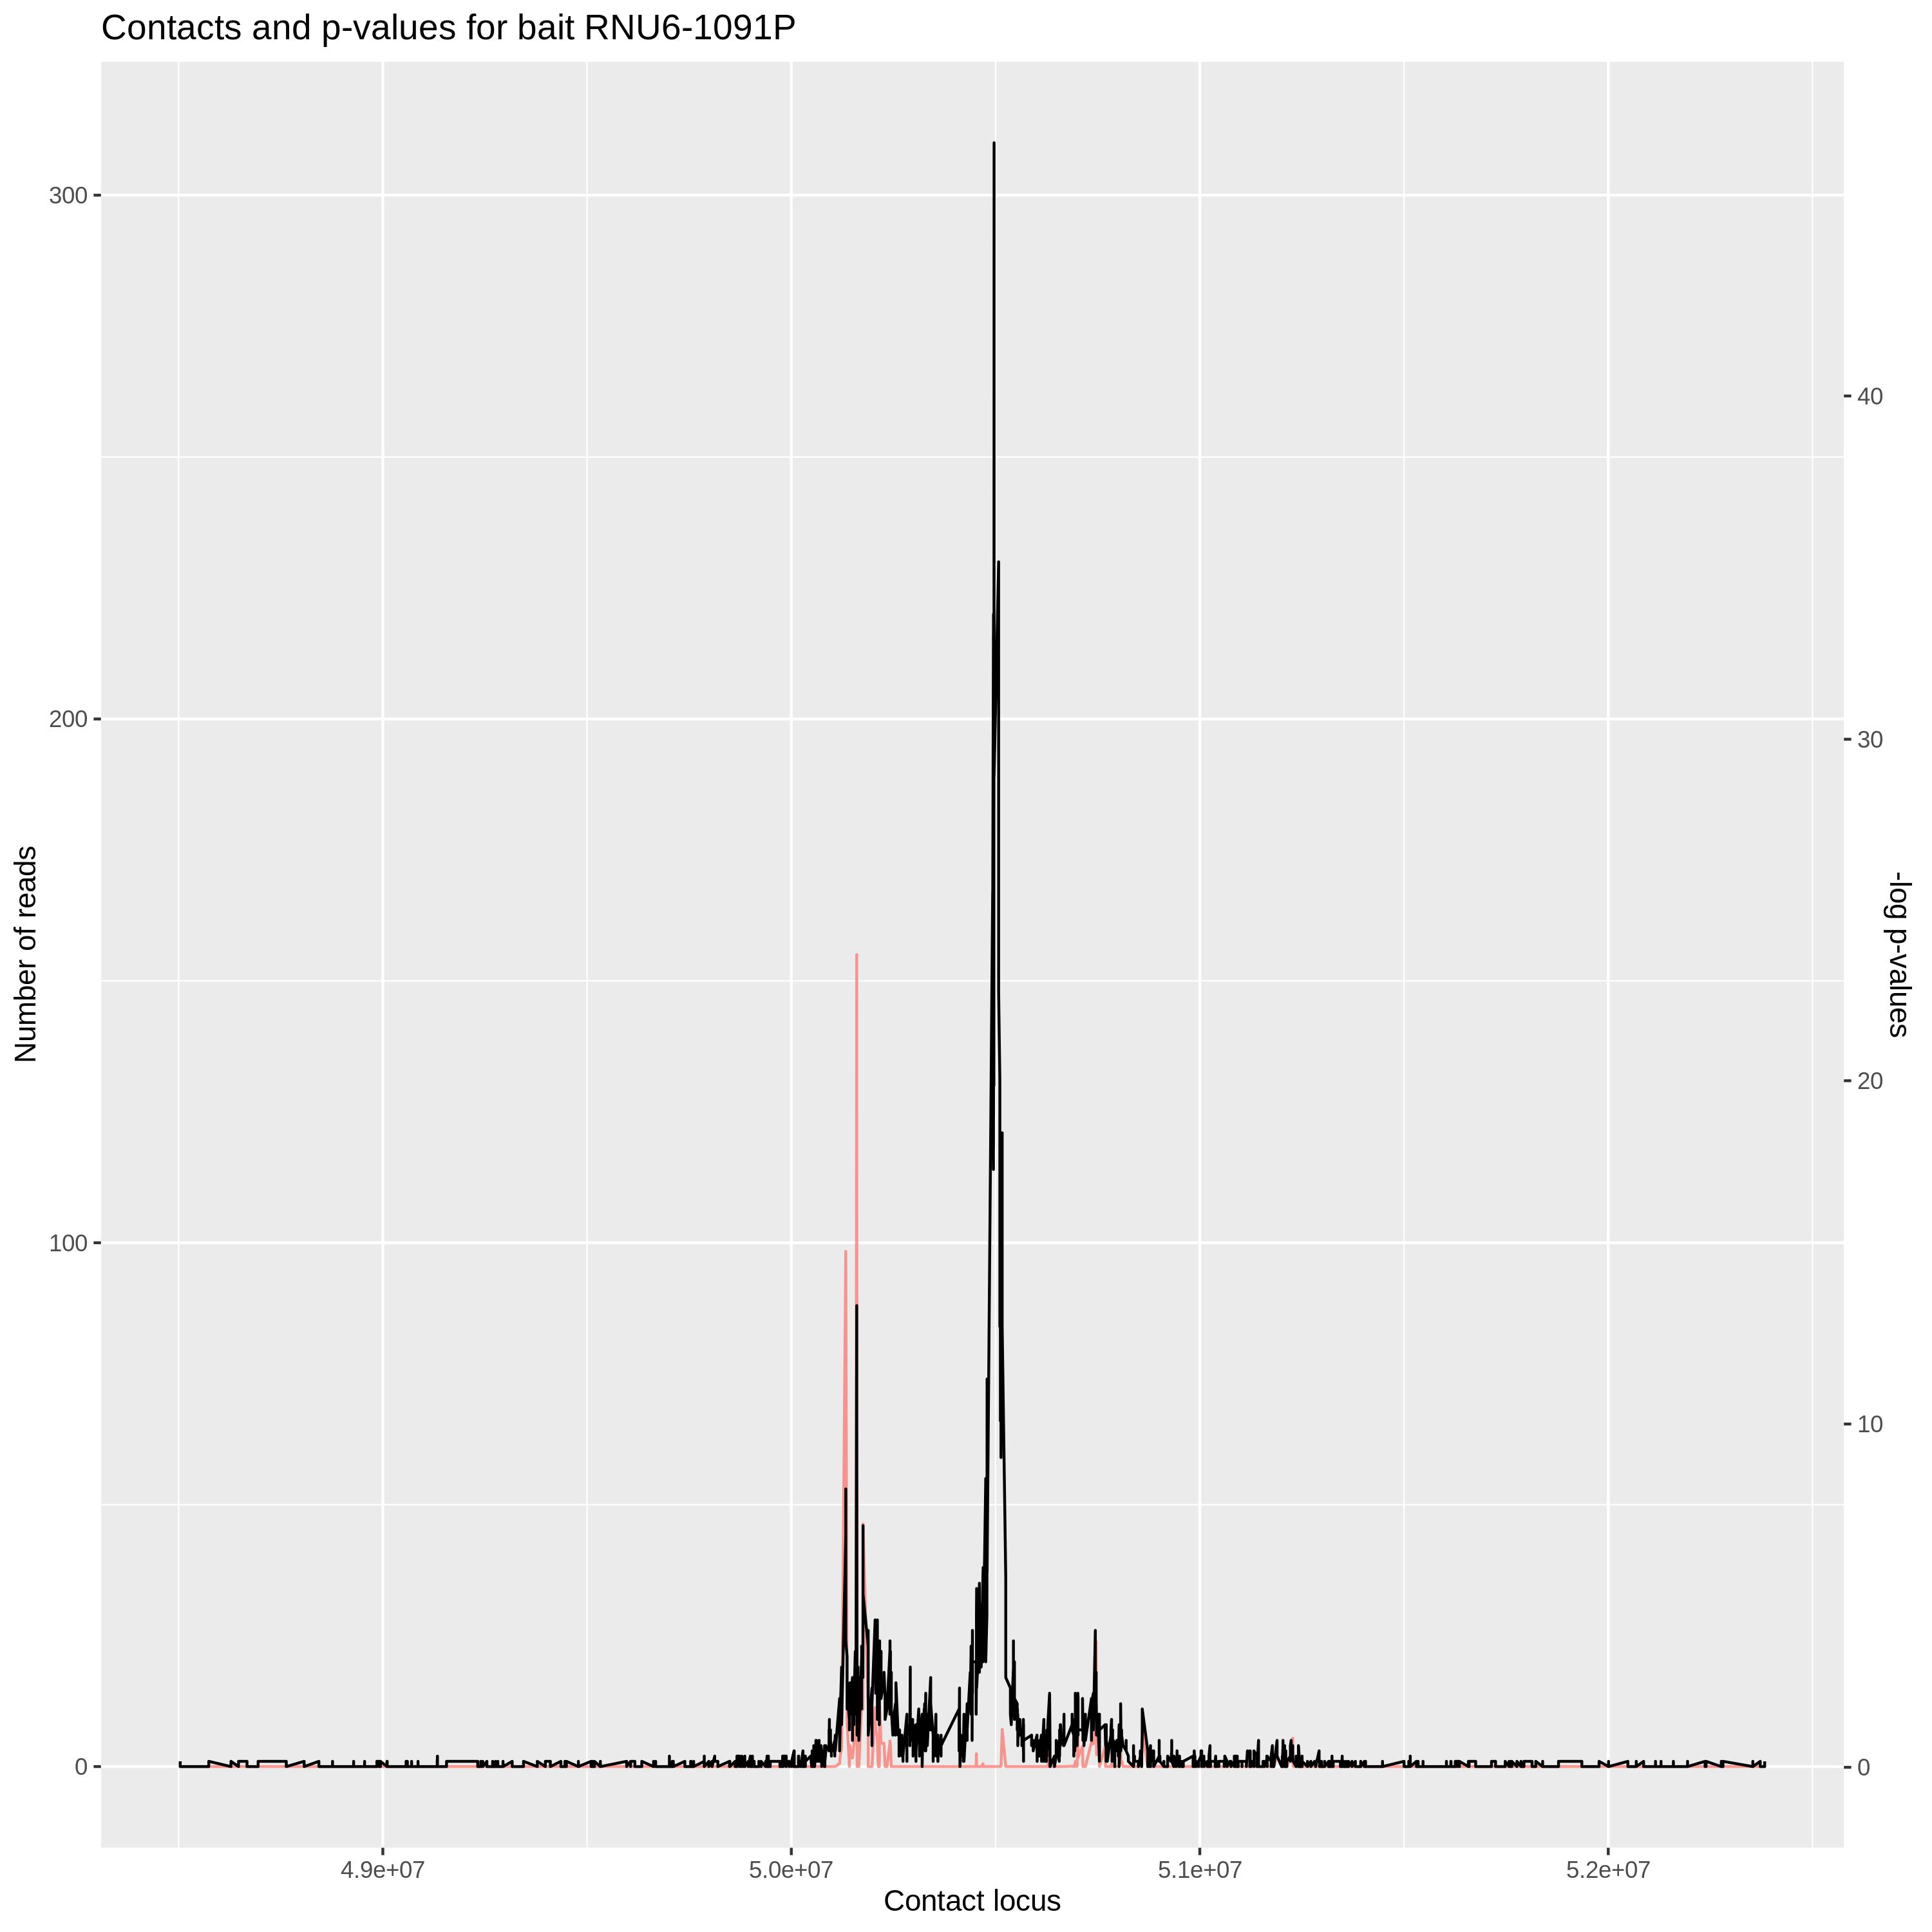 Contacts and p-values for bait RNU6-1091P
300
200
100
0
Number of reads
40
30
20
10
0
-log p-values
4.9e+07 5.0e+07 5.1e+07 5.2e+07
Contact locus